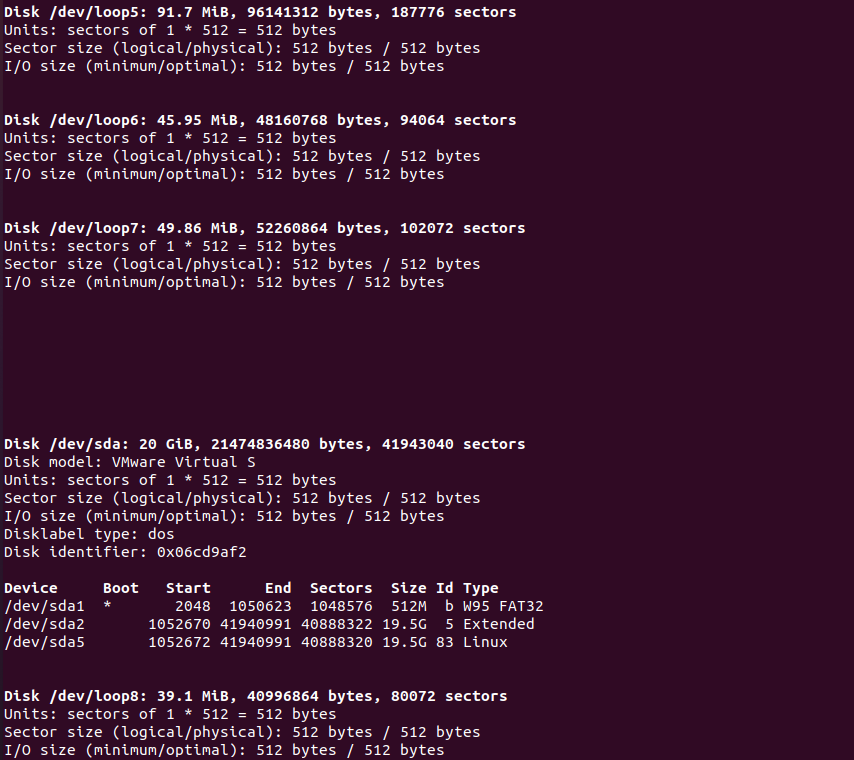 Disk /dev/loop5: 91.7 MiB, 96141312 bytes, 187776 sectors
Units: sectors of 1 * 512 = 512 bytes
Sector size (logical/physical): 512 bytes / 512 bytes
I/O size (minimum/optimal): 512 bytes / 512 bytes
Disk /dev/loop6: 45.95 MiB, 48160768 bytes, 94064 sectors
Units: sectors of 1 * 512 = 512 bytes
Sector size (logical/physical): 512 bytes / 512 bytes
I/O size (minimum/optimal): 512 bytes / 512 bytes
Disk /dev/loop7: 49.86 MiB, 52260864 bytes, 102072 sectors
Units: sectors of 1 * 512 = 512 bytes
Sector size (logical/physical): 512 bytes / 512 bytes
I/O size (minimum/optimal): 512 bytes / 512 bytes
Disk /dev/sda: 20 GiB, 21474836480 bytes, 41943040 sectors
Disk model: VMware Virtual S
Units: sectors of 1 * 512 = 512 bytes
Sector size (logical/physical): 512 bytes / 512 bytes
I/O size (minimum/optimal): 512 bytes / 512 bytes
Disklabel type: dos
Disk identifier: 0x06cd9af2
Device     Boot   Start      End  Sectors  Size Id Type
/dev/sda1  *       2048  1050623  1048576  512M  b W95 FAT32
/dev/sda2       1052670 41940991 40888322 19.5G  5 Extended
/dev/sda5       1052672 41940991 40888320 19.5G 83 Linux
Disk /dev/loop8: 39.1 MiB, 40996864 bytes, 80072 sectors
Units: sectors of 1 * 512 = 512 bytes
Sector size (logical/physical): 512 bytes / 512 bytes
I/O size (minimum/optimal): 512 bytes / 512 bytes